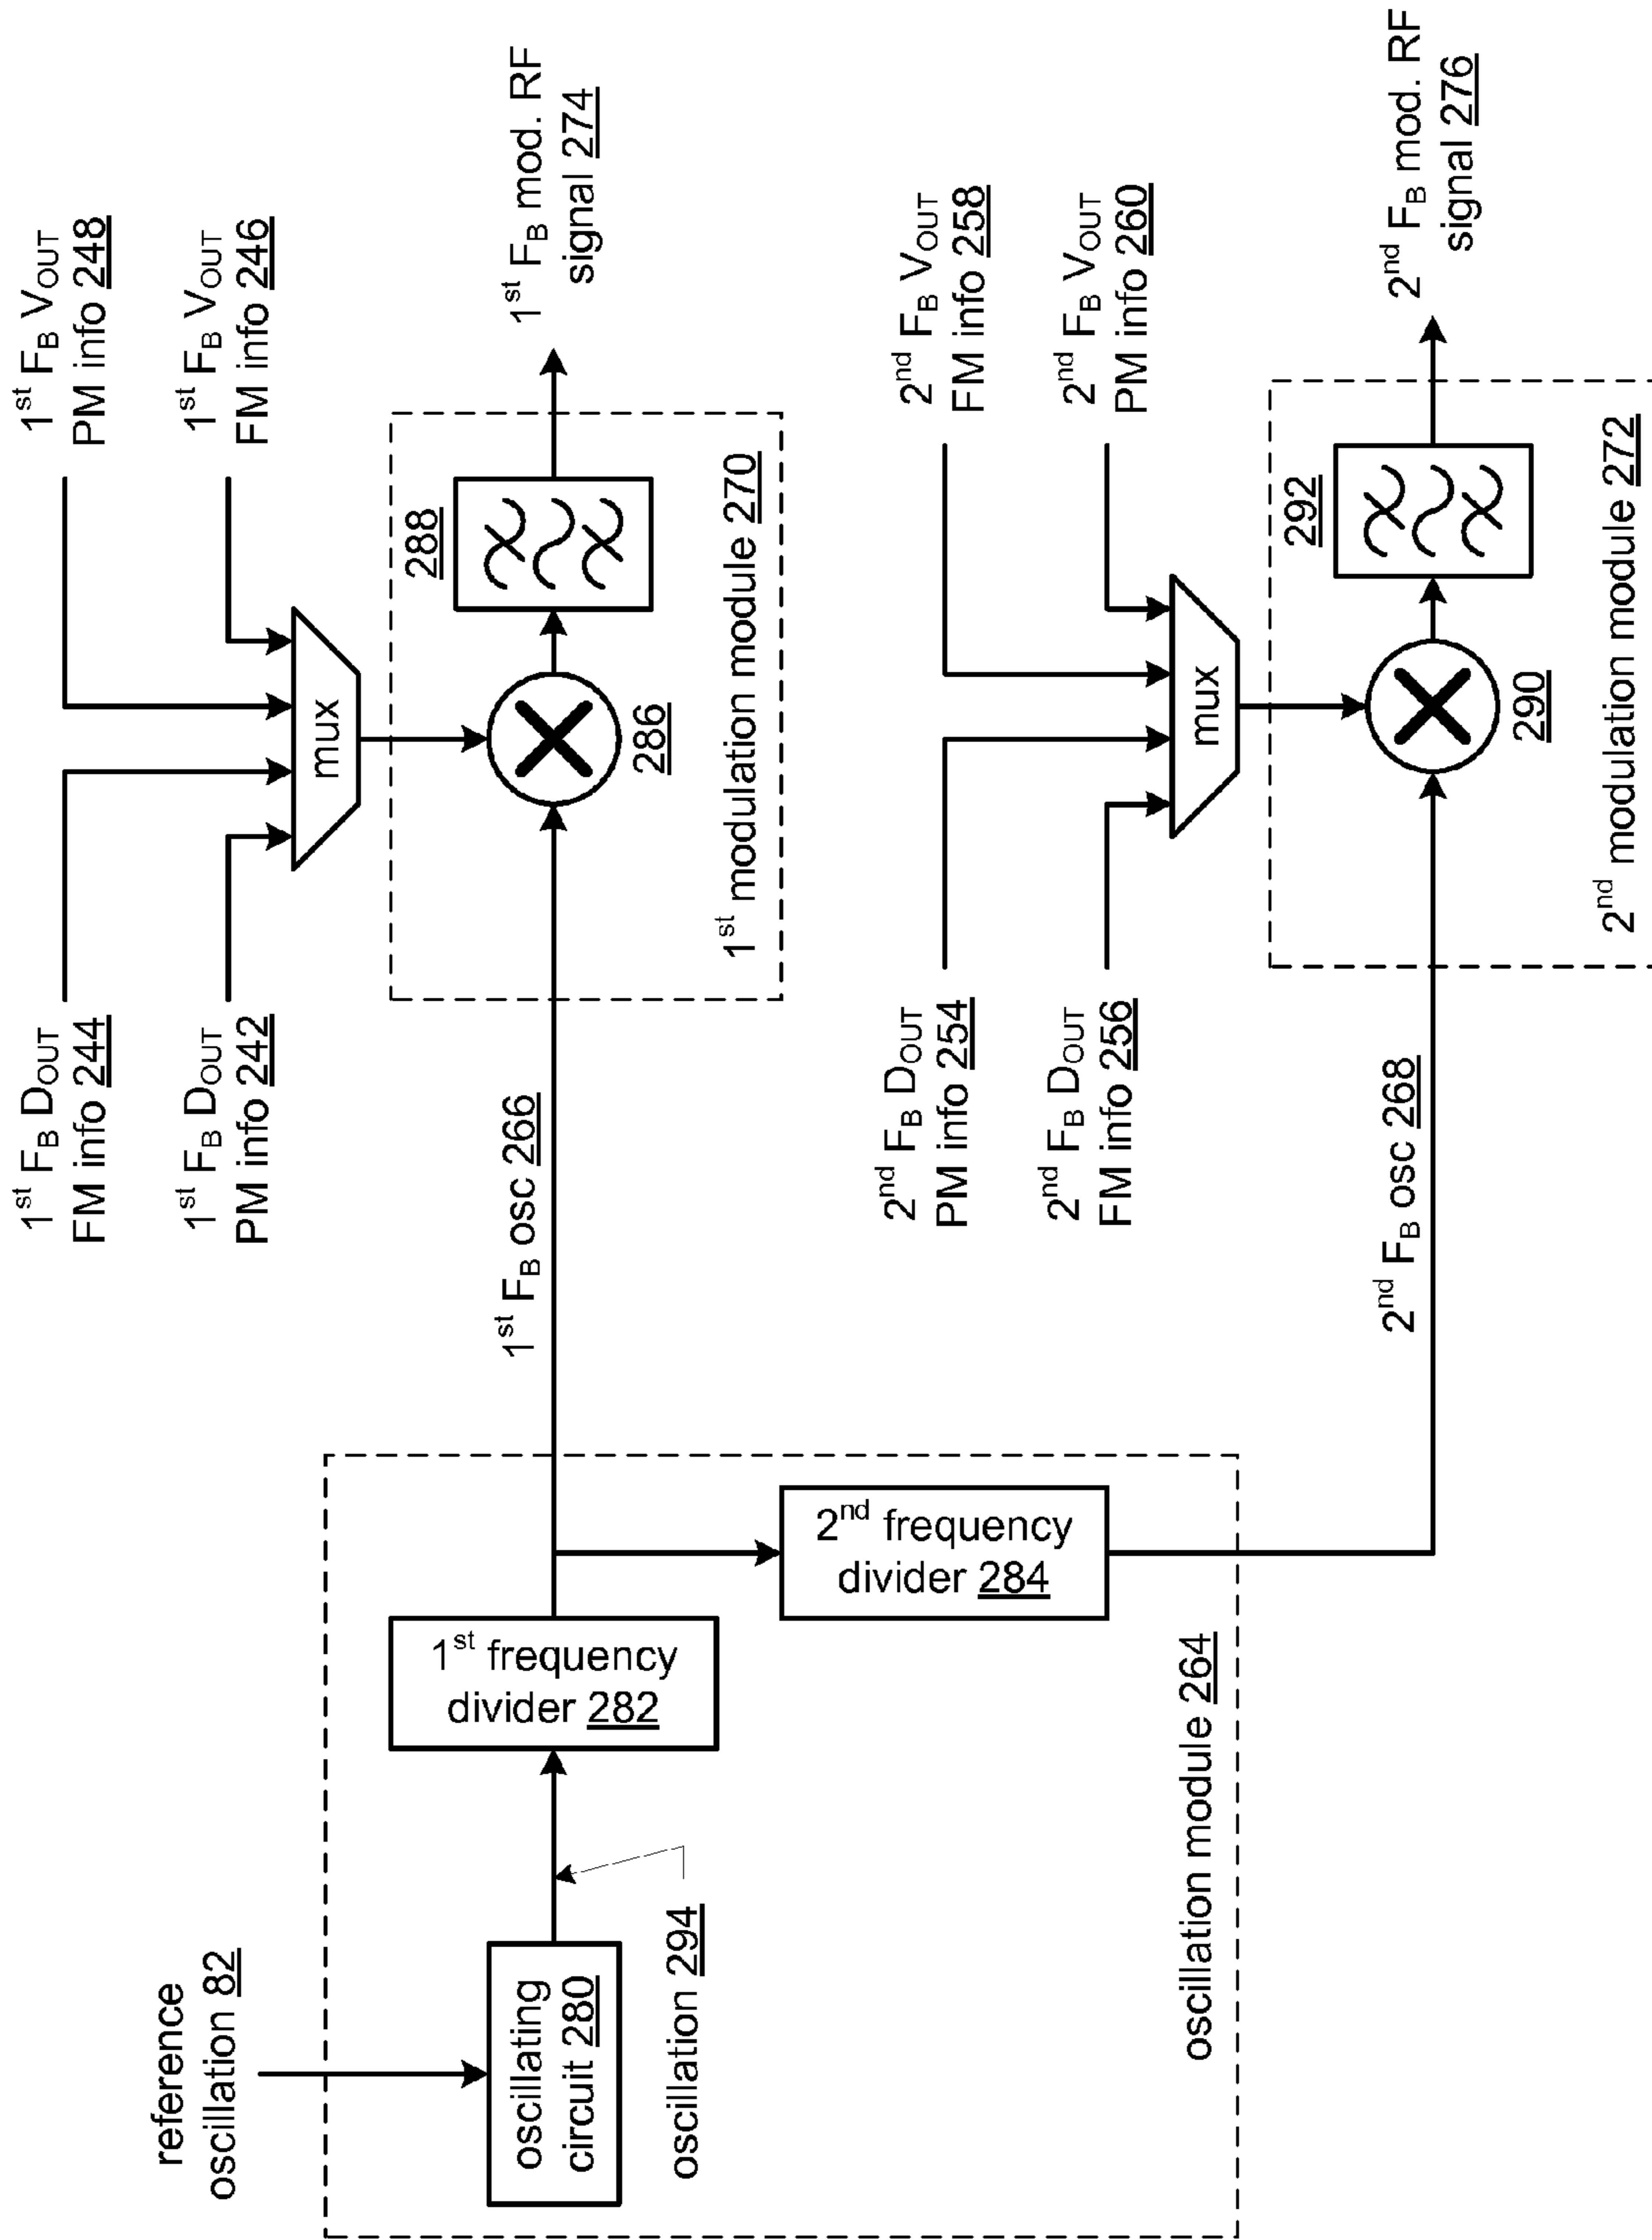 reference
oscillation 82
oscillating
circuit 280
oscillation 294
1st frequency
divider 282
2nd frequency
divider 284
oscillation module 264
1st FB osc 266
2nd FB osc 268
1st FB DOUT
FM info 244
1st FB DOUT
PM info 242
1st FB VOUT
PM info 248
1st FB VOUT
FM info 246
mux
286
288
1st modulation module 270
1st FB mod. RF
signal 274
2nd FB DOUT
PM info 254
2nd FB DOUT
FM info 256
2nd FB VOUT
FM info 258
2nd FB VOUT
PM info 260
mux
290
292
2nd modulation module 272
2nd FB mod. RF
signal 276